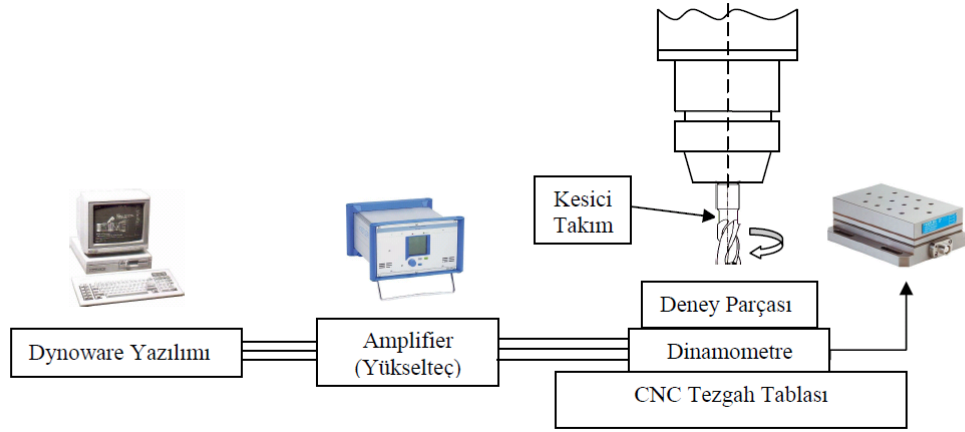 Kesici
Takım
Deney Parçası
Dynoware Yazılımı
Amplifier
(Yükselteç)
Dinamometre
CNC Tezgah Tablası